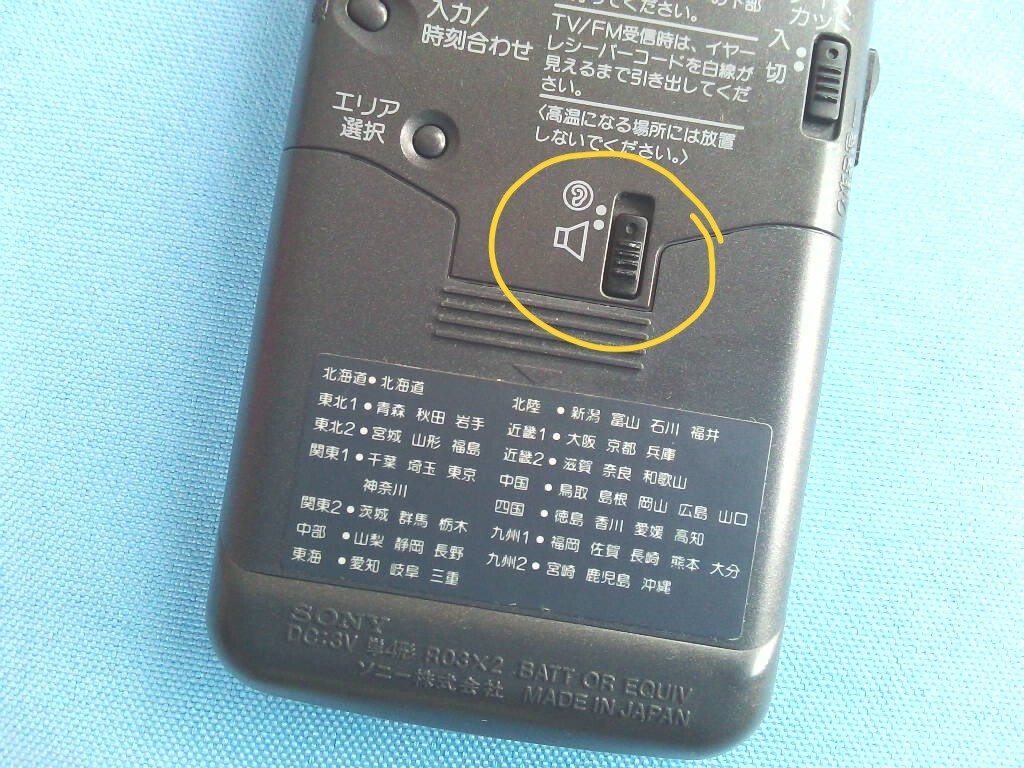 入力/
時刻合わせ
エリア
選択
てください。
TV/FM受信時は、イヤー
レシーバーコードを白線が
見えるまで引き出してくだ
さい。
〈高温になる場所には放置
しないでください。〉
カット
入
切
北海道●北海道
東北1●青森 秋田 岩手
東北2●宮城 山形 福島
関東1●千葉 埼玉 東京
神奈川
関東2●茨城 群馬 栃木
中部 ●山梨 静岡 長野
東海 ●愛知 岐阜 三重
北陸 ●新潟 富山 石川 福井
近畿1●大阪 京都 兵庫
近畿2●滋賀 奈良 和歌山
中国 ●鳥取 島根 岡山 広島 山口
四国 ●徳島 香川 愛媛 高知
九州1●福岡 佐賀 長崎 熊本 大分
九州2●宮崎 鹿児島 沖縄
SONY
DC:3V 単4形 R03×2 BATT OR EQUIV
ソニー株式会社 MADE IN JAPAN